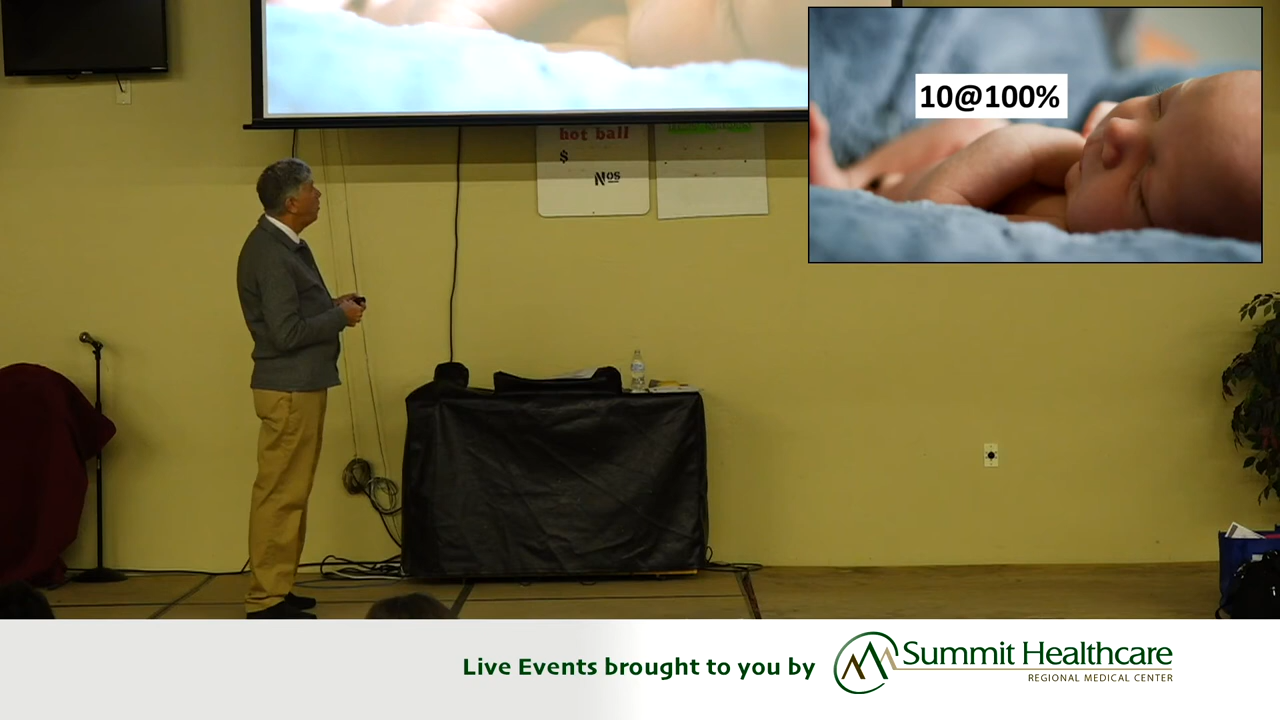 10@100%
hot ball
$
Nos
Live Events brought to you by
Summit Healthcare
REGIONAL MEDICAL CENTER